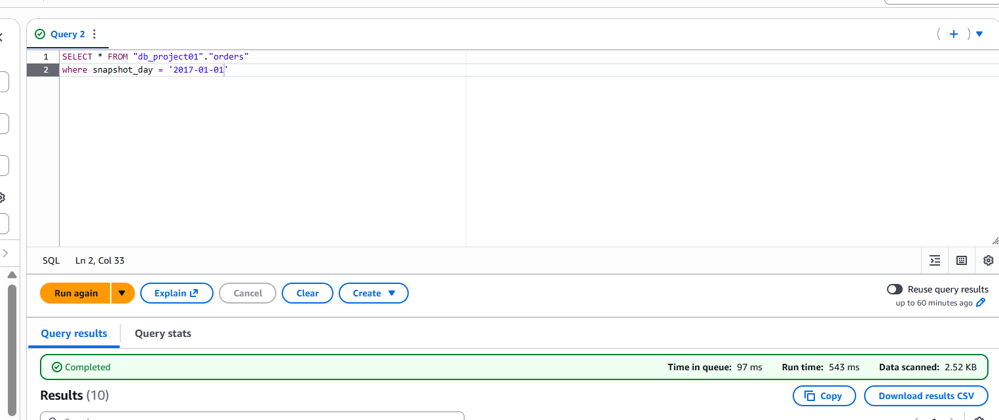 Query 2
1 SELECT * FROM "db_project01"."orders"
2 where snapshot_day = '2017-01-01'
SQL Ln 2, Col 33
Run again Explain Cancel Clear Create Reuse query results
up to 60 minutes ago
Query results Query stats
Completed Time in queue: 97 ms Run time: 543 ms Data scanned: 2.52 KB
Results (10) Copy Download results CSV